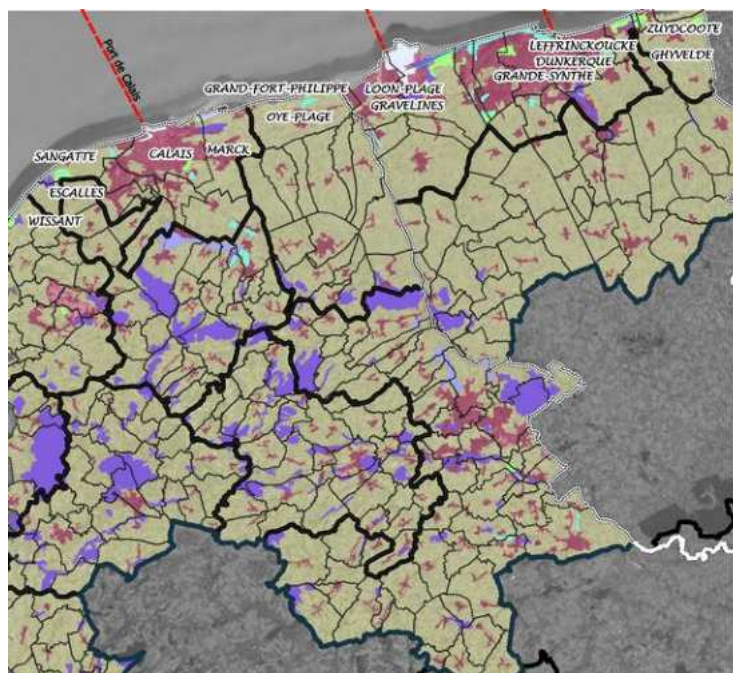 ZUYDCOOTE
LEFFRINCKOUCKE
DUNKERQUE
GHYVELDE
GRANDE-SYNTHE
Port de Calais
GRAND-FORT-PHILIPPE
LOON-PLAGE
GRAVELINES
OYE-PLAGE
SANGATTE
CALAIS
MARCK
ESCALLES
WISSANT